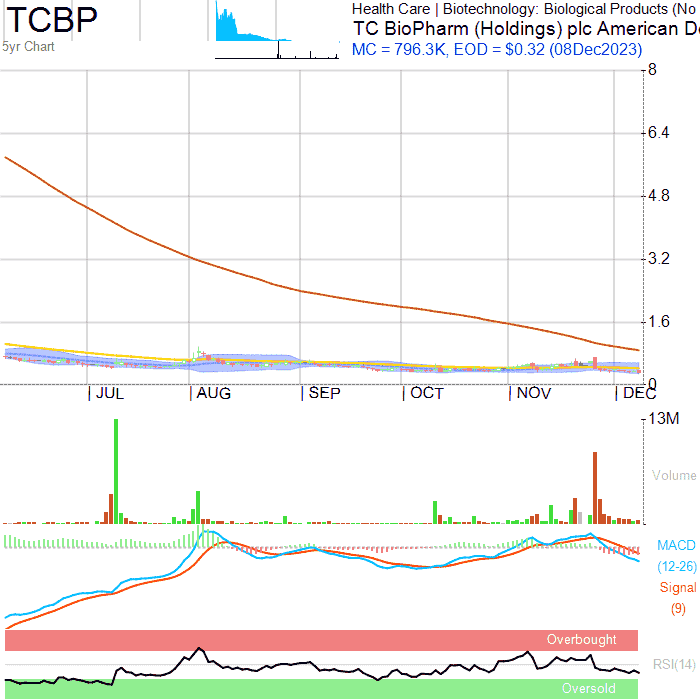 TCBP
5yr Chart
Health Care | Biotechnology: Biological Products (No
TC BioPharm (Holdings) plc American De
MC = 796.3K, EOD = $0.32 (08Dec2023)
8
6.4
4.8
3.2
1.6
0
JUL AUG SEP OCT NOV DEC
13M
Volume
MACD
(12-26)
Signal
(9)
Overbought
RSI(14)
Oversold